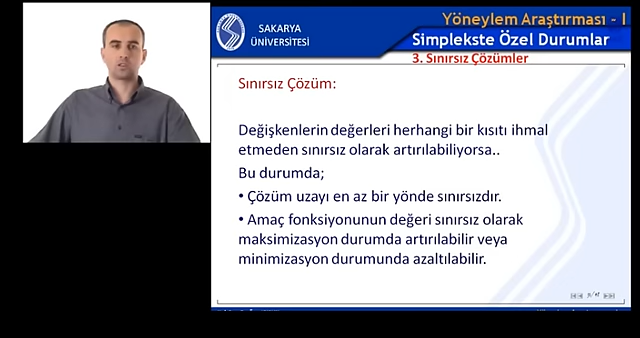 SAKARYA
ÜNİVERSİTESİ
Yöneylem Araştırması - I
Simplekste Özel Durumlar
3. Sınırsız Çözümler
Sınırsız Çözüm:
Değişkenlerin değerleri herhangi bir kısıtı ihmal
etmeden sınırsız olarak artırılabiliyorsa..
Bu durumda;
• Çözüm uzayı en az bir yönde sınırsızdır.
• Amaç fonksiyonunun değeri sınırsız olarak
maksimizasyon durumda artırılabilir veya
minimizasyon durumunda azaltılabilir.